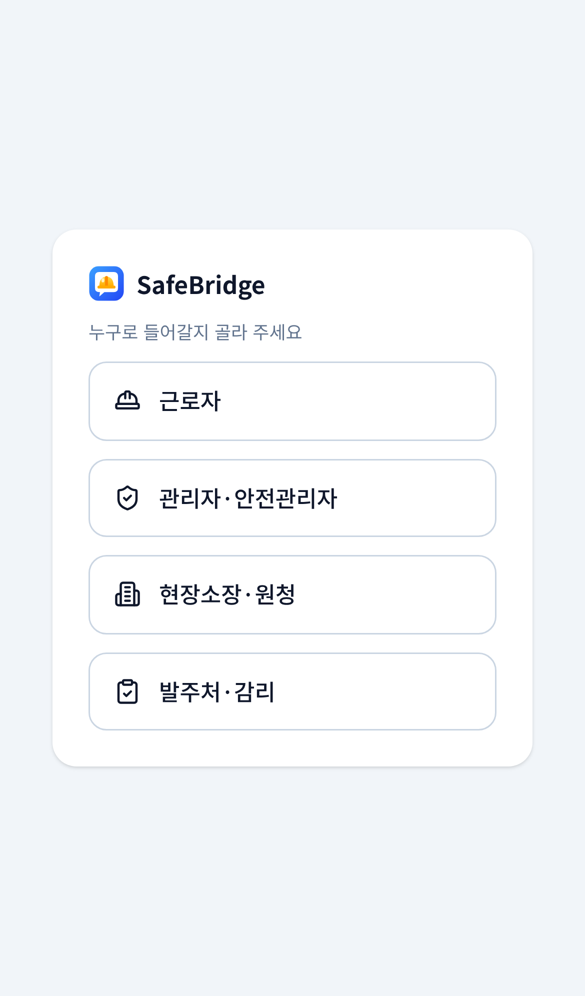 SafeBridge
누구로 들어갈지 골라 주세요
근로자
관리자·안전관리자
현장소장·원청
발주처·감리